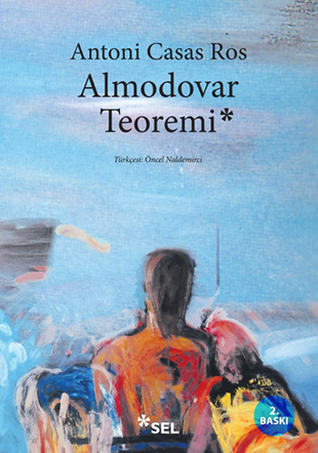 Antoni Casas Ros
Almodovar
Teoremi*
Türkçesi: Öncel Naldemirci
2.
BASKI
*SEL